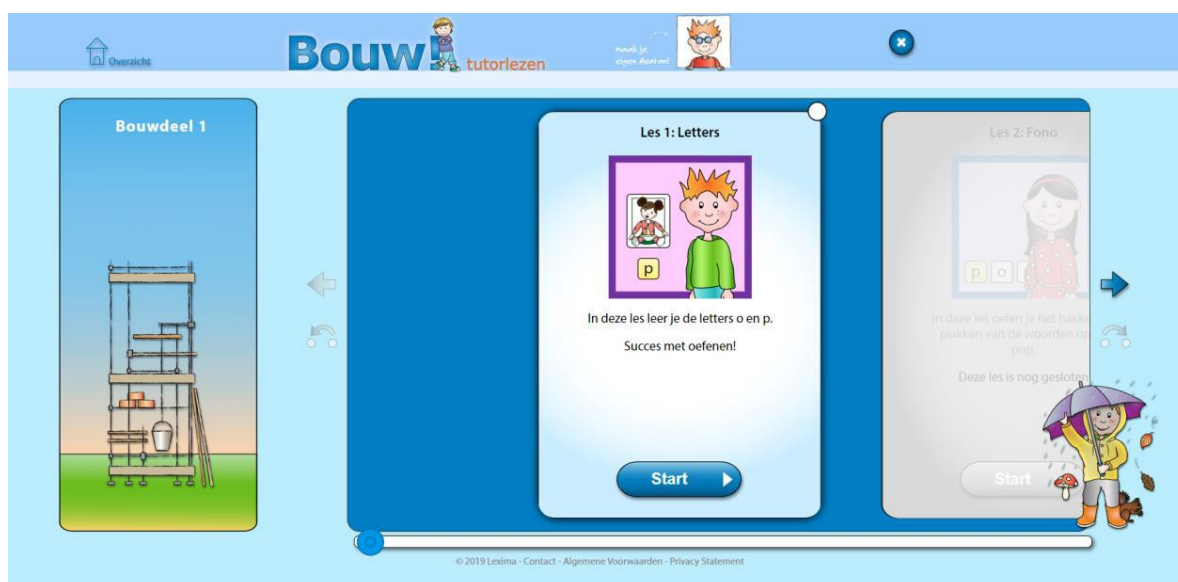 Overzicht
Bouw!
tutorlezen
Maak je
eigen Avatar!
Bouwdeel 1
Les 1: Letters
p
In deze les leer je de letters o en p.
Succes met oefenen!
Start
Les 2: Fono
p o
In deze les oefen je het hakke
plakken van de woorden op
pop.
Deze les is nog gesloten
Start
© 2019 Lexima - Contact - Algemene Voorwaarden - Privacy Statement